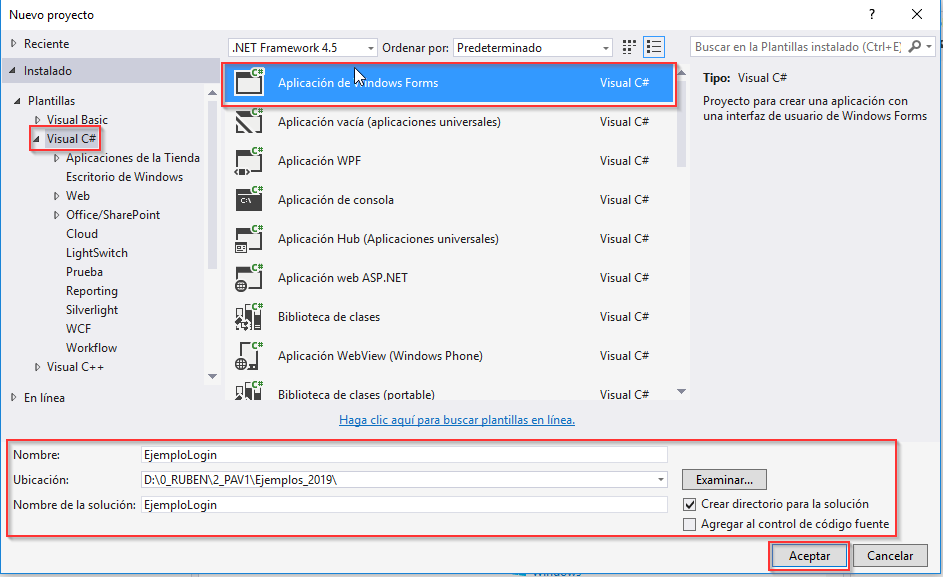 Nuevo proyecto
?
Reciente
.NET Framework 4.5
Ordenar por:
Predeterminado
Buscar en la Plantillas instalado (Ctrl+E)
Instalado
Plantillas
Visual Basic
Visual C#
Aplicaciones de la Tienda
Escritorio de Windows
Web
Office/SharePoint
Cloud
LightSwitch
Prueba
Reporting
Silverlight
WCF
Workflow
Visual C++
En línea
Aplicación de Windows Forms Visual C#
Aplicación vacía (aplicaciones universales) Visual C#
Aplicación WPF Visual C#
Aplicación de consola Visual C#
Aplicación Hub (Aplicaciones universales) Visual C#
Aplicación web ASP.NET Visual C#
Biblioteca de clases Visual C#
Aplicación WebView (Windows Phone) Visual C#
Biblioteca de clases (portable) Visual C#
Haga clic aquí para buscar plantillas en línea.
Tipo: Visual C#
Proyecto para crear una aplicación con
una interfaz de usuario de Windows Forms
Nombre: EjemploLogin
Ubicación: D:\0_RUBEN\2_PAV1\Ejemplos_2019\
Examinar...
Nombre de la solución: EjemploLogin
Crear directorio para la solución
Agregar al control de código fuente
Aceptar
Cancelar